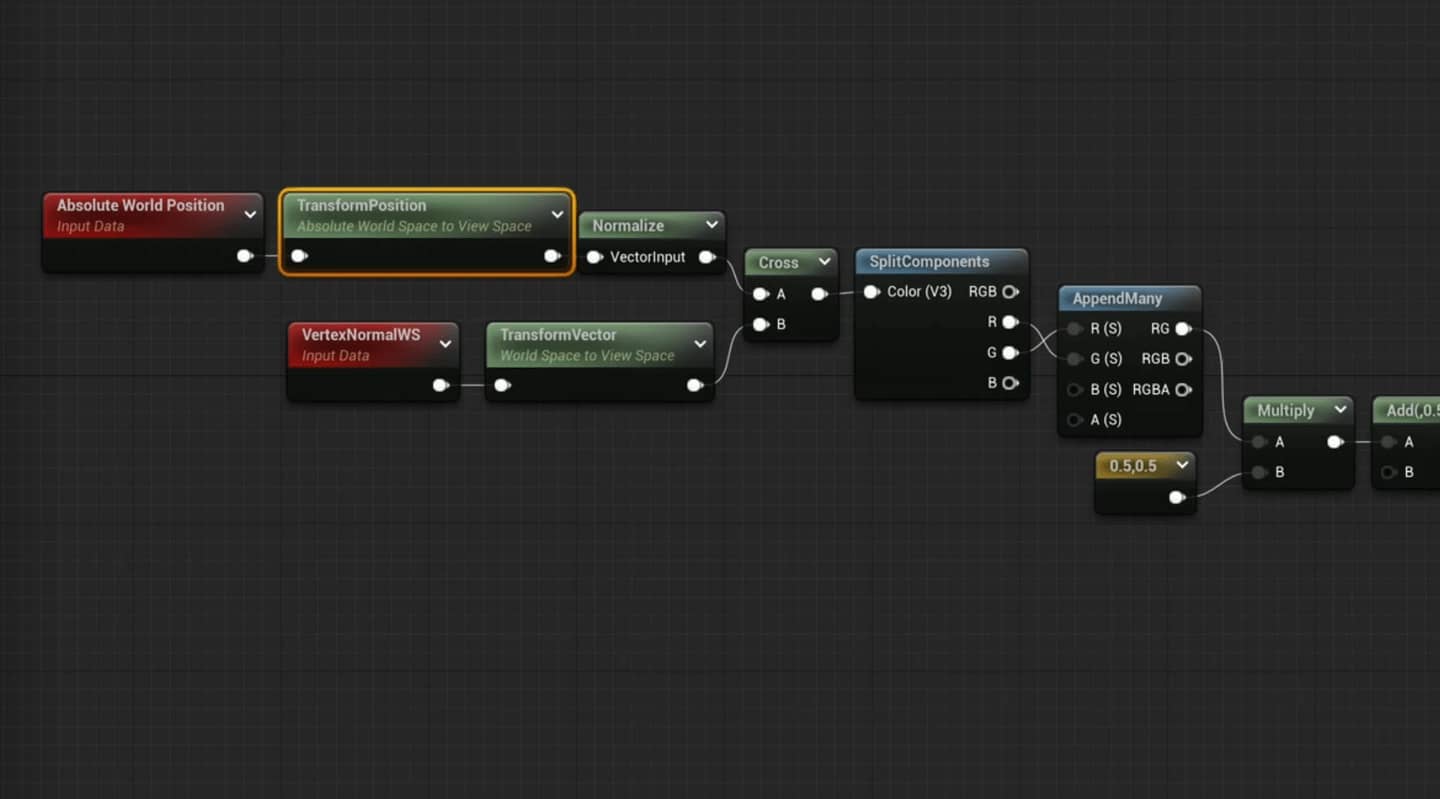 Absolute World Position
Input Data
TransformPosition
Absolute World Space to View Space
Normalize
VectorInput
VertexNormalWS
Input Data
TransformVector
World Space to View Space
Cross
A
B
SplitComponents
Color (V3) RGB
R
G
B
AppendMany
R (S) RG
G (S) RGB
B (S) RGBA
A (S)
0.5,0.5
Multiply
A
B
Add(,0.5
A
B